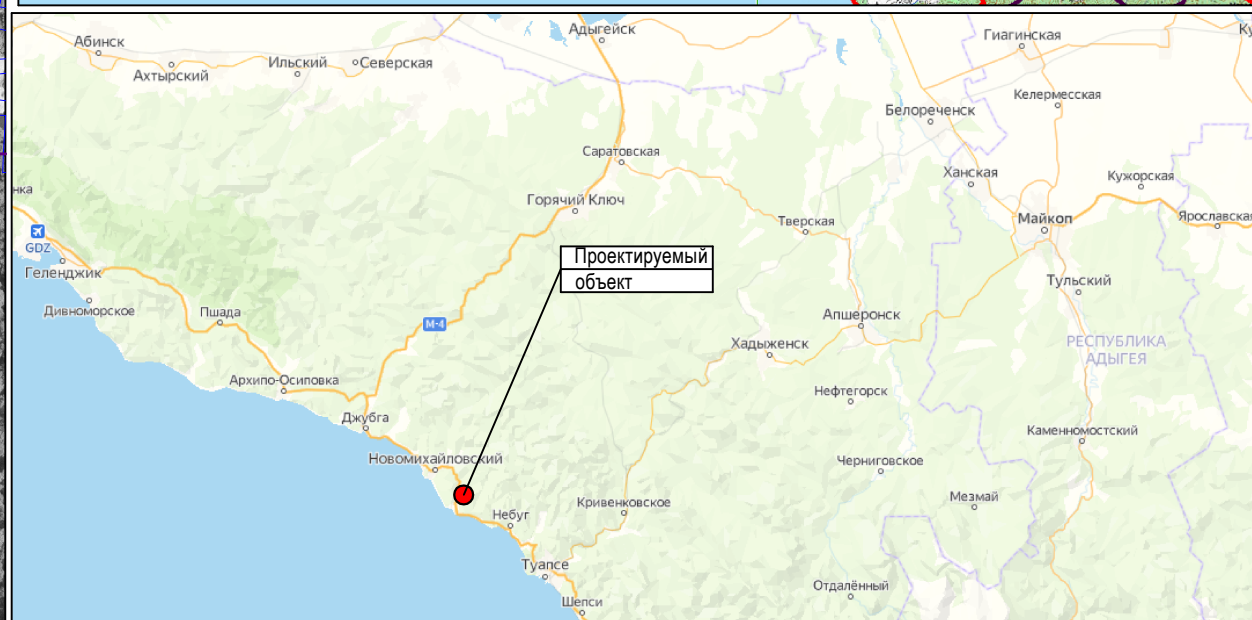 Адыгейск
Гиагинская
Абинск
Ильский
Северская
Ахтырский
Келермесская
Белореченск
Саратовская
Ханская
Кужорская
Горячий Ключ
Майкоп
Тверская
GDZ
Проектируемый
объект
Геленджик
Тульский
Дивноморское
Пшада
М-4
Апшеронск
Хадыженск
РЕСПУБЛИКА
АДЫГЕЯ
Архипо-Осиповка
Нефтегорск
Джубга
Каменномостский
Новомихайловский
Черниговское
Мезмай
Кривенковское
Небуг
Туапсе
Отдалённый
Шепси